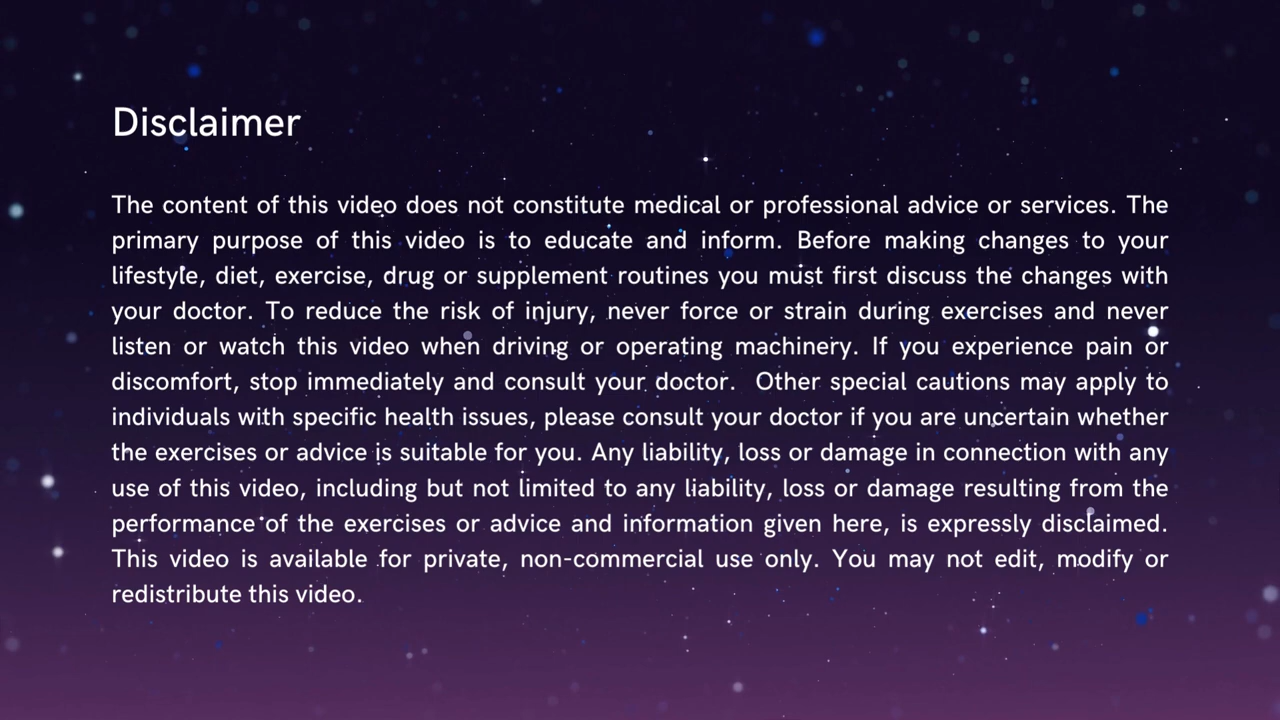 Disclaimer
The content of this video does not constitute medical or professional advice or services. The
primary purpose of this video is to educate and inform. Before making changes to your
lifestyle, diet, exercise, drug or supplement routines you must first discuss the changes with
your doctor. To reduce the risk of injury, never force or strain during exercises and never
listen or watch this video when driving or operating machinery. If you experience pain or
discomfort, stop immediately and consult your doctor.  Other special cautions may apply to
individuals with specific health issues, please consult your doctor if you are uncertain whether
the exercises or advice is suitable for you. Any liability, loss or damage in connection with any
use of this video, including but not limited to any liability, loss or damage resulting from the
performance of the exercises or advice and information given here, is expressly disclaimed.
This video is available for private, non-commercial use only. You may not edit, modify or
redistribute this video.